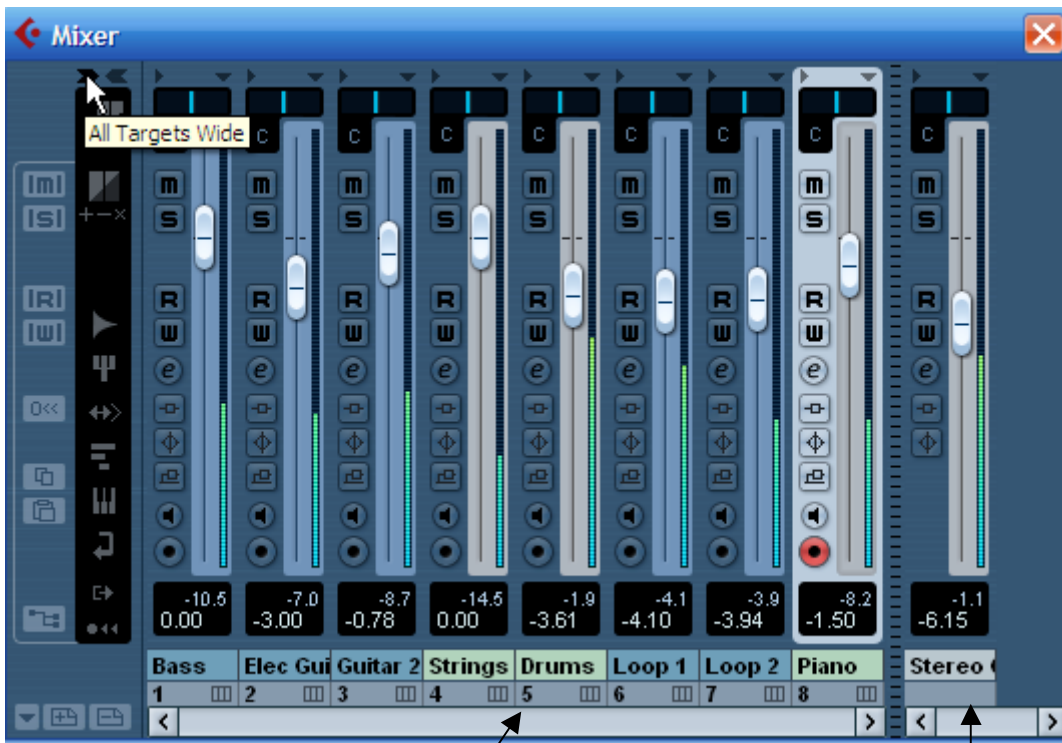 Mixer
All Targets Wide
C C C C C C C C
m m m m m m m m m m
S S S S S S S S S S
R R R R R R R R R R
W W W W W W W W W W
e e e e e e e e e
0<<
-10.5 -7.0 -8.7 -14.5 -1.9 -4.1 -3.9 -8.2 -1.1
0.00 -3.00 -0.78 0.00 -3.61 -4.10 -3.94 -1.50 -6.15
Bass Elec Gui Guitar 2 Strings Drums Loop 1 Loop 2 Piano Stereo
1 2 3 4 5 6 7 8